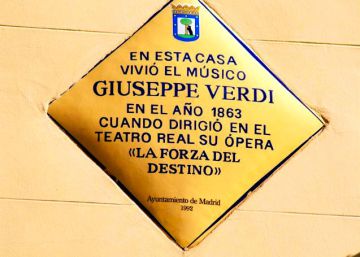 EN ESTA CASA
VIVIÓ EL MÚSICO
GIUSEPPE VERDI
EN EL AÑO 1863
CUANDO DIRIGIÓ EN EL
TEATRO REAL SU ÓPERA
«LA FORZA DEL
DESTINO»
Ayuntamiento de Madrid
1992